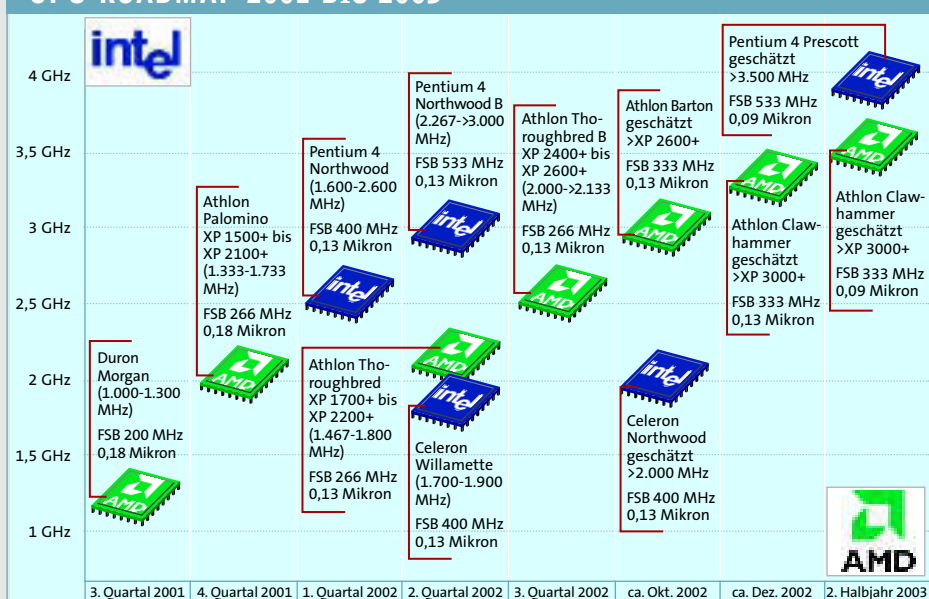 CPU-ROADMAP 2001 BIS 2003
intel
4 GHz
3,5 GHz
3 GHz
2,5 GHz
2 GHz
1,5 GHz
1 GHz
Duron
Morgan
(1.000-1.300
MHz)
FSB 200 MHz
0,18 Mikron
AMD
Athlon
Palomino
XP 1500+ bis
XP 2100+
(1.333-1.733
MHz)
FSB 266 MHz
0,18 Mikron
AMD
Pentium 4
Northwood
(1.600-2.600
MHz)
FSB 400 MHz
0,13 Mikron
intel
Athlon Tho-
roughbred
XP 1700+ bis
XP 2200+
(1.467-1.800
MHz)
FSB 266 MHz
0,13 Mikron
AMD
Pentium 4
Northwood B
(2.267->3.000
MHz)
FSB 533 MHz
0,13 Mikron
intel
intel
Celeron
Willamette
(1.700-1.900
MHz)
FSB 400 MHz
0,13 Mikron
Athlon Tho-
roughbred B
XP 2400+ bis
XP 2600+
(2.000->2.133
MHz)
FSB 266 MHz
0,13 Mikron
AMD
Athlon Barton
geschätzt
>XP 2600+
FSB 333 MHz
0,13 Mikron
AMD
intel
Celeron
Northwood
geschätzt
>2.000 MHz
FSB 400 MHz
0,13 Mikron
Pentium 4 Prescott
geschätzt
>3.500 MHz
FSB 533 MHz
0,09 Mikron
intel
AMD
Athlon Claw-
hammer
geschätzt
>XP 3000+
FSB 333 MHz
0,13 Mikron
AMD
Athlon Claw-
hammer
geschätzt
>XP 3000+
FSB 333 MHz
0,09 Mikron
AMD
3. Quartal 2001
4. Quartal 2001
1. Quartal 2002
2. Quartal 2002
3. Quartal 2002
ca. Okt. 2002
ca. Dez. 2002
2. Halbjahr 2003